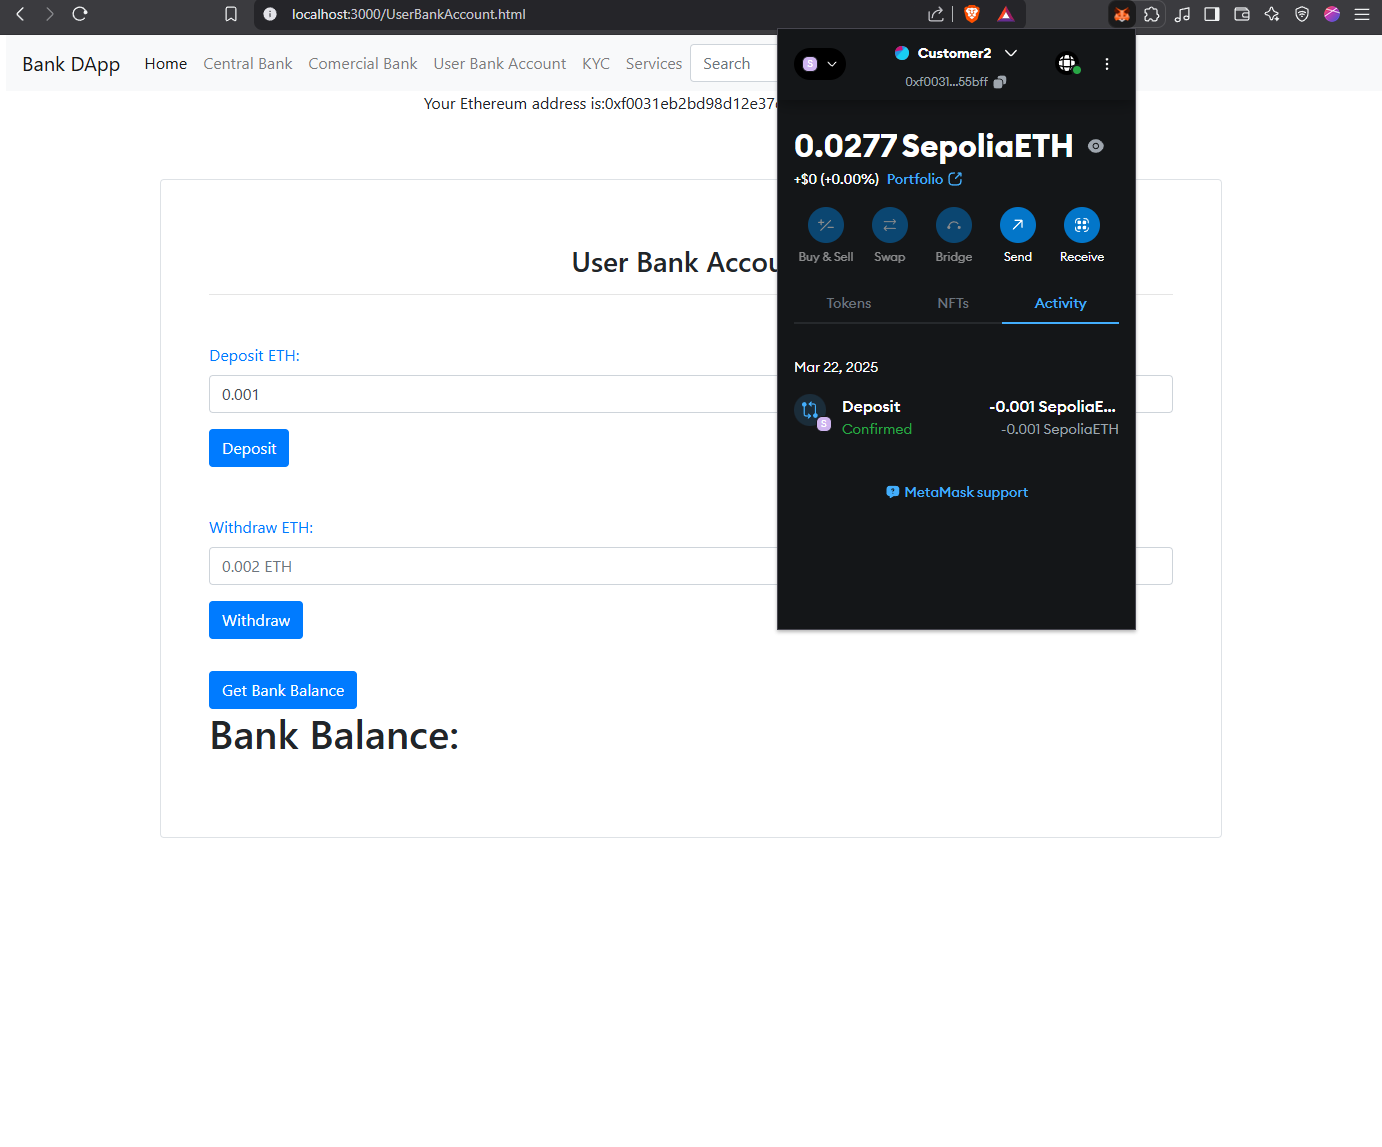 localhost:3000/UserBankAccount.html
Bank DApp Home Central Bank Comercial Bank User Bank Account KYC Services Search
Your Ethereum address is:0xf0031eb2bd98d12e37
User Bank Accou
Deposit ETH:
0.001
Deposit
Withdraw ETH:
0.002 ETH
Withdraw
Get Bank Balance
Bank Balance:
S
Customer2
0xf0031...55bff
0.0277 SepoliaETH
+$0 (+0.00%) Portfolio
Buy & Sell Swap Bridge Send Receive
Tokens NFTs Activity
Mar 22, 2025
Deposit -0.001 SepoliaE...
S
Confirmed -0.001 SepoliaETH
MetaMask support